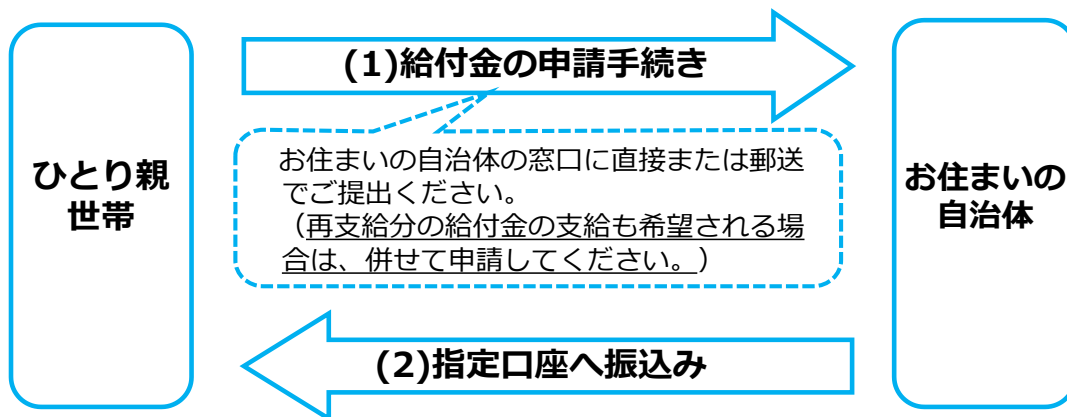 (1)給付金の申請手続き
ひとり親
世帯
お住まいの自治体の窓口に直接または郵送
でご提出ください。
（再支給分の給付金の支給も希望される場
合は、併せて申請してください。）
お住まいの
自治体
(2)指定口座へ振込み